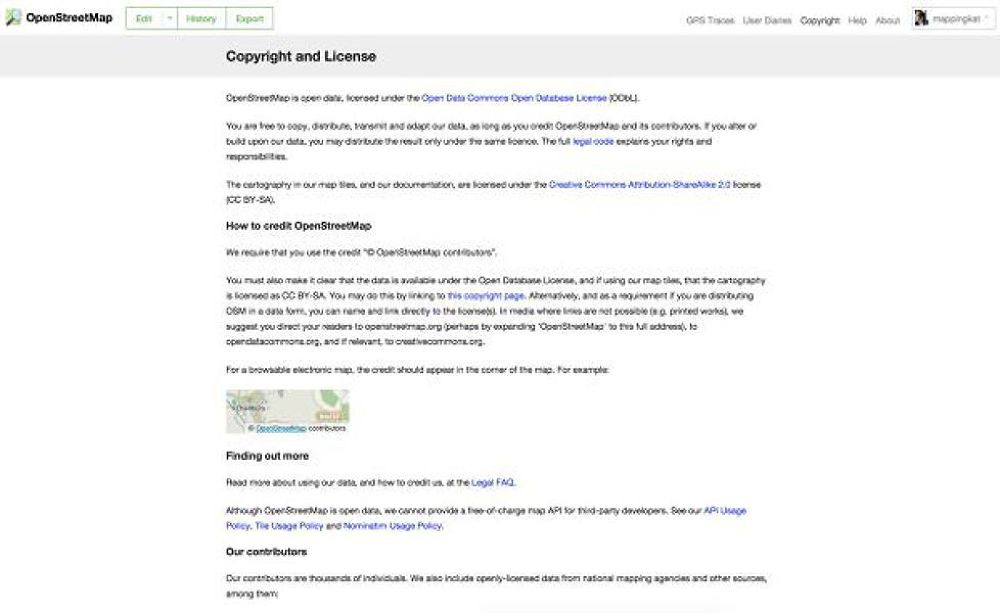 OpenStreetMap Edit History Export GPS Traces User Diaries Copyright Help About mappingkat
Copyright and License
OpenStreetMap is open data, licensed under the Open Data Commons Open Database License (ODbL).
You are free to copy, distribute, transmit and adapt our data, as long as you credit OpenStreetMap and its contributors. If you alter or
build upon our data, you may distribute the result only under the same licence. The full legal code explains your rights and
responsibilities.
The cartography in our map tiles, and our documentation, are licensed under the Creative Commons Attribution-ShareAlike 2.0 license
(CC BY-SA).
How to credit OpenStreetMap
We require that you use the credit "© OpenStreetMap contributors".
You must also make it clear that the data is available under the Open Database License, and if using our map tiles, that the cartography
is licensed as CC BY-SA. You may do this by linking to this copyright page. Alternatively, and as a requirement if you are distributing
OSM in a data form, you can name and link directly to the license(s). In media where links are not possible (e.g. printed works), we
suggest you direct your readers to openstreetmap.org (perhaps by expanding 'OpenStreetMap' to this full address), to
opendatacommons.org, and if relevant, to creativecommons.org.
For a browsable electronic map, the credit should appear in the corner of the map. For example:
© OpenStreetMap contributors
Finding out more
Read more about using our data, and how to credit us, at the Legal FAQ.
Although OpenStreetMap is open data, we cannot provide a free-of-charge map API for third-party developers. See our API Usage
Policy, Tile Usage Policy and Nominatim Usage Policy.
Our contributors
Our contributors are thousands of individuals. We also include openly-licensed data from national mapping agencies and other sources,
among them: